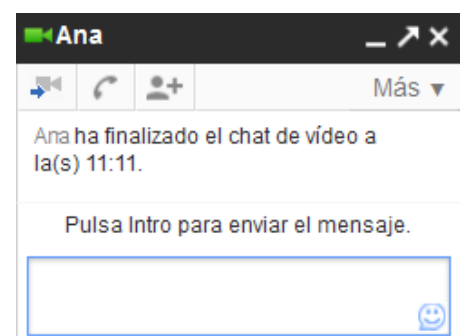 Ana
Más ▼
Ana ha finalizado el chat de vídeo a
la(s) 11:11.
Pulsa Intro para enviar el mensaje.